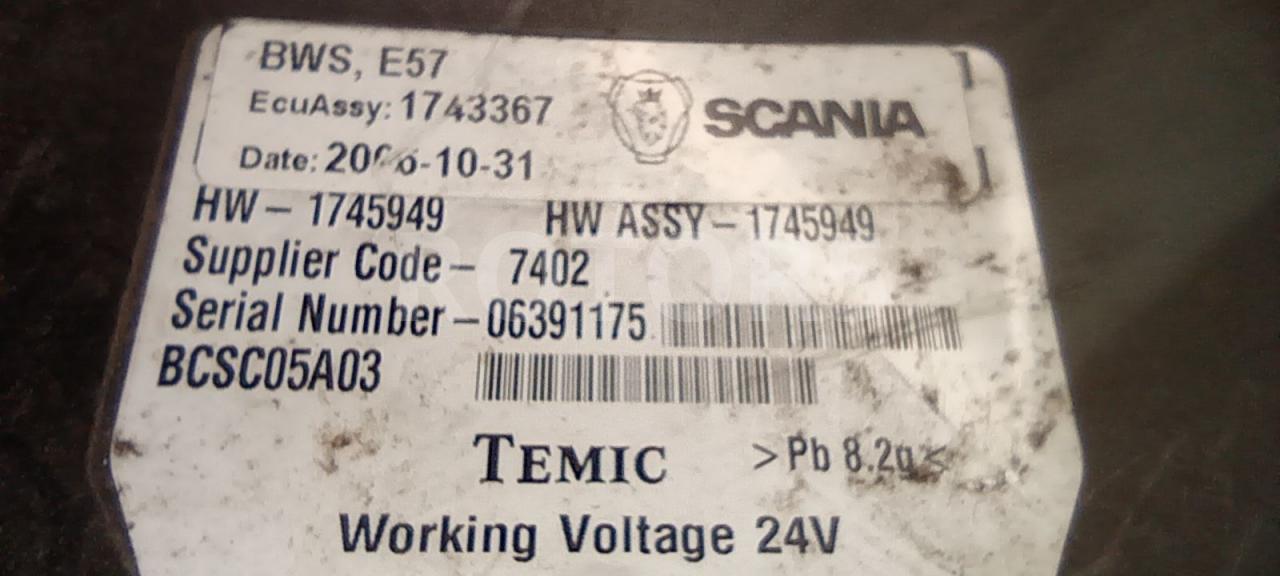 BWS, E57
EcuAssy: 1743367
SCANIA
Date:
HW – 1745949 HW ASSY – 1745949
Supplier Code – 7402
Serial Number – 06391175
BCSC05A03
TEMIC >Pb 8.2g<
Working Voltage 24V